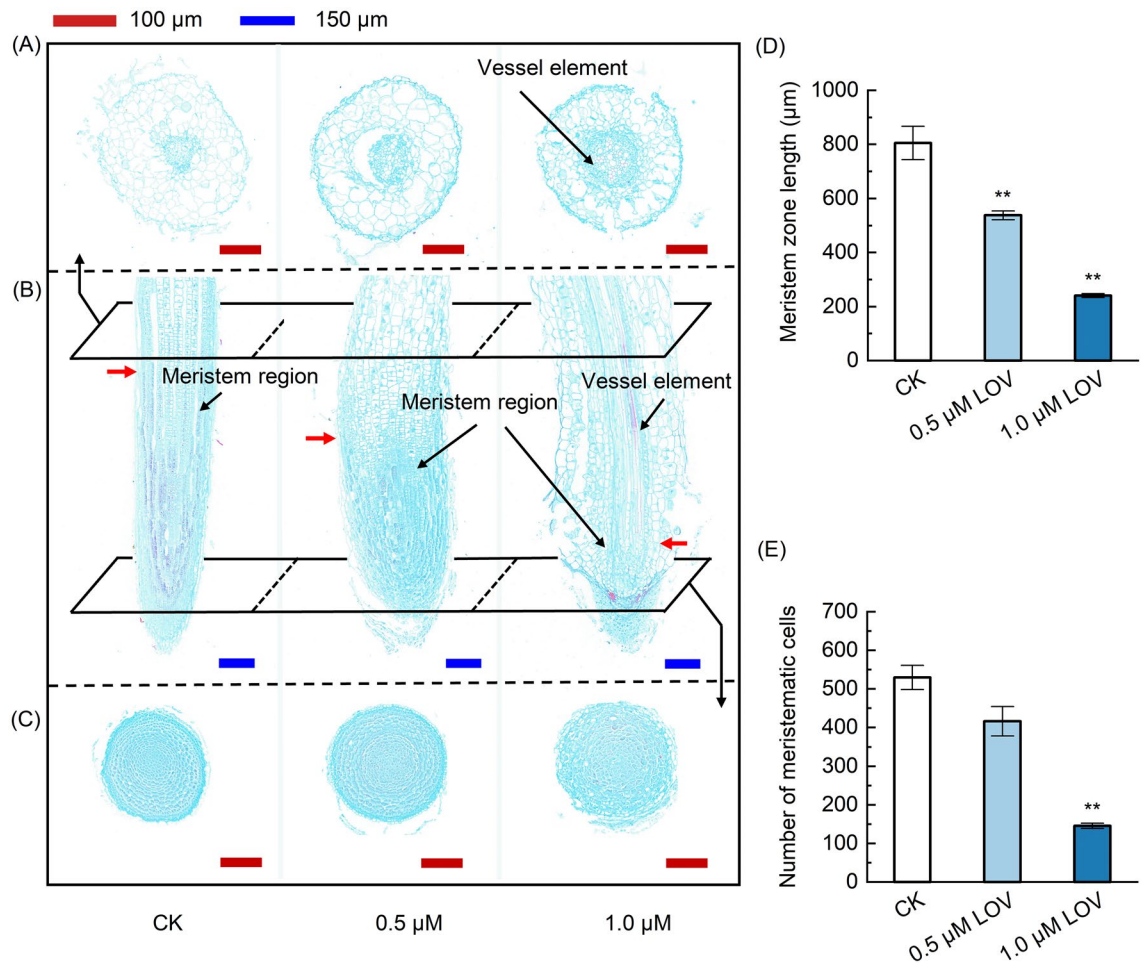 100 µm
150 µm
(A)
Vessel element
(B)
Meristem region
Meristem region
Vessel element
(C)
CK
0.5 µM
1.0 µM
(D)
Meristem zone length (µm)
1000
800
600
400
200
0
**
**
CK
0.5 µM LOV
1.0 µM LOV
(E)
Number of meristematic cells
700
600
500
400
300
200
100
0
**
CK
0.5 µM LOV
1.0 µM LOV